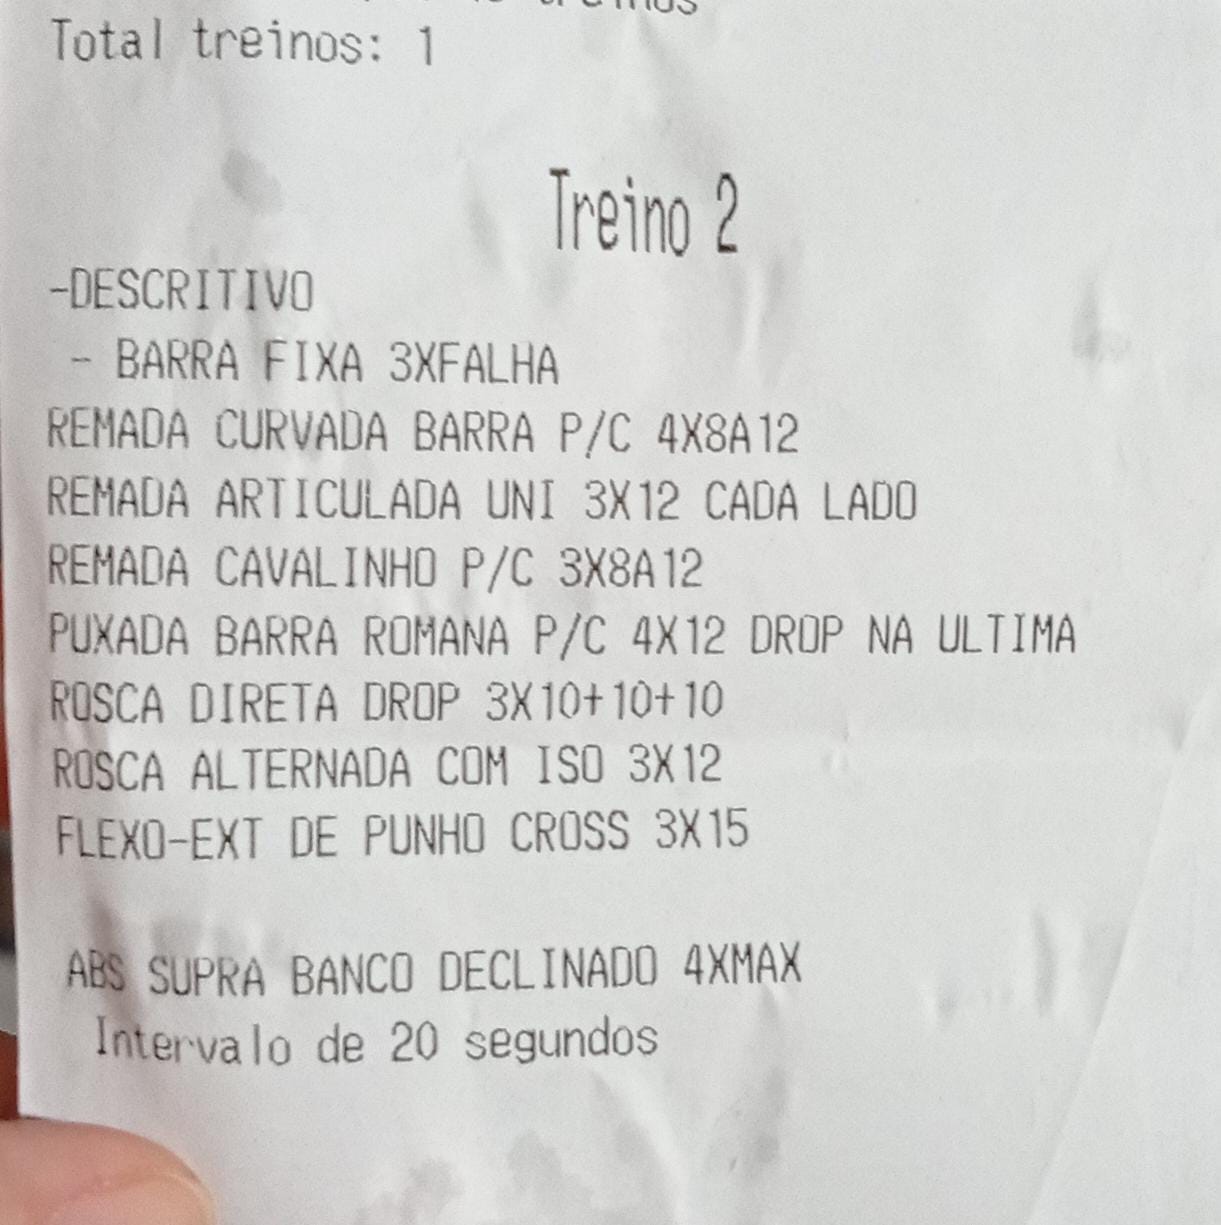 Total treinos: 1
Treino 2
-DESCRITIVO
- BARRA FIXA 3XFALHA
REMADA CURVADA BARRA P/C 4X8A12
REMADA ARTICULADA UNI 3X12 CADA LADO
REMADA CAVALINHO P/C 3X8A12
PUXADA BARRA ROMANA P/C 4X12 DROP NA ULTIMA
ROSCA DIRETA DROP 3X10+10+10
ROSCA ALTERNADA COM ISO 3X12
FLEXO-EXT DE PUNHO CROSS 3X15
ABS SUPRA BANCO DECLINADO 4XMAX
Intervalo de 20 segundos